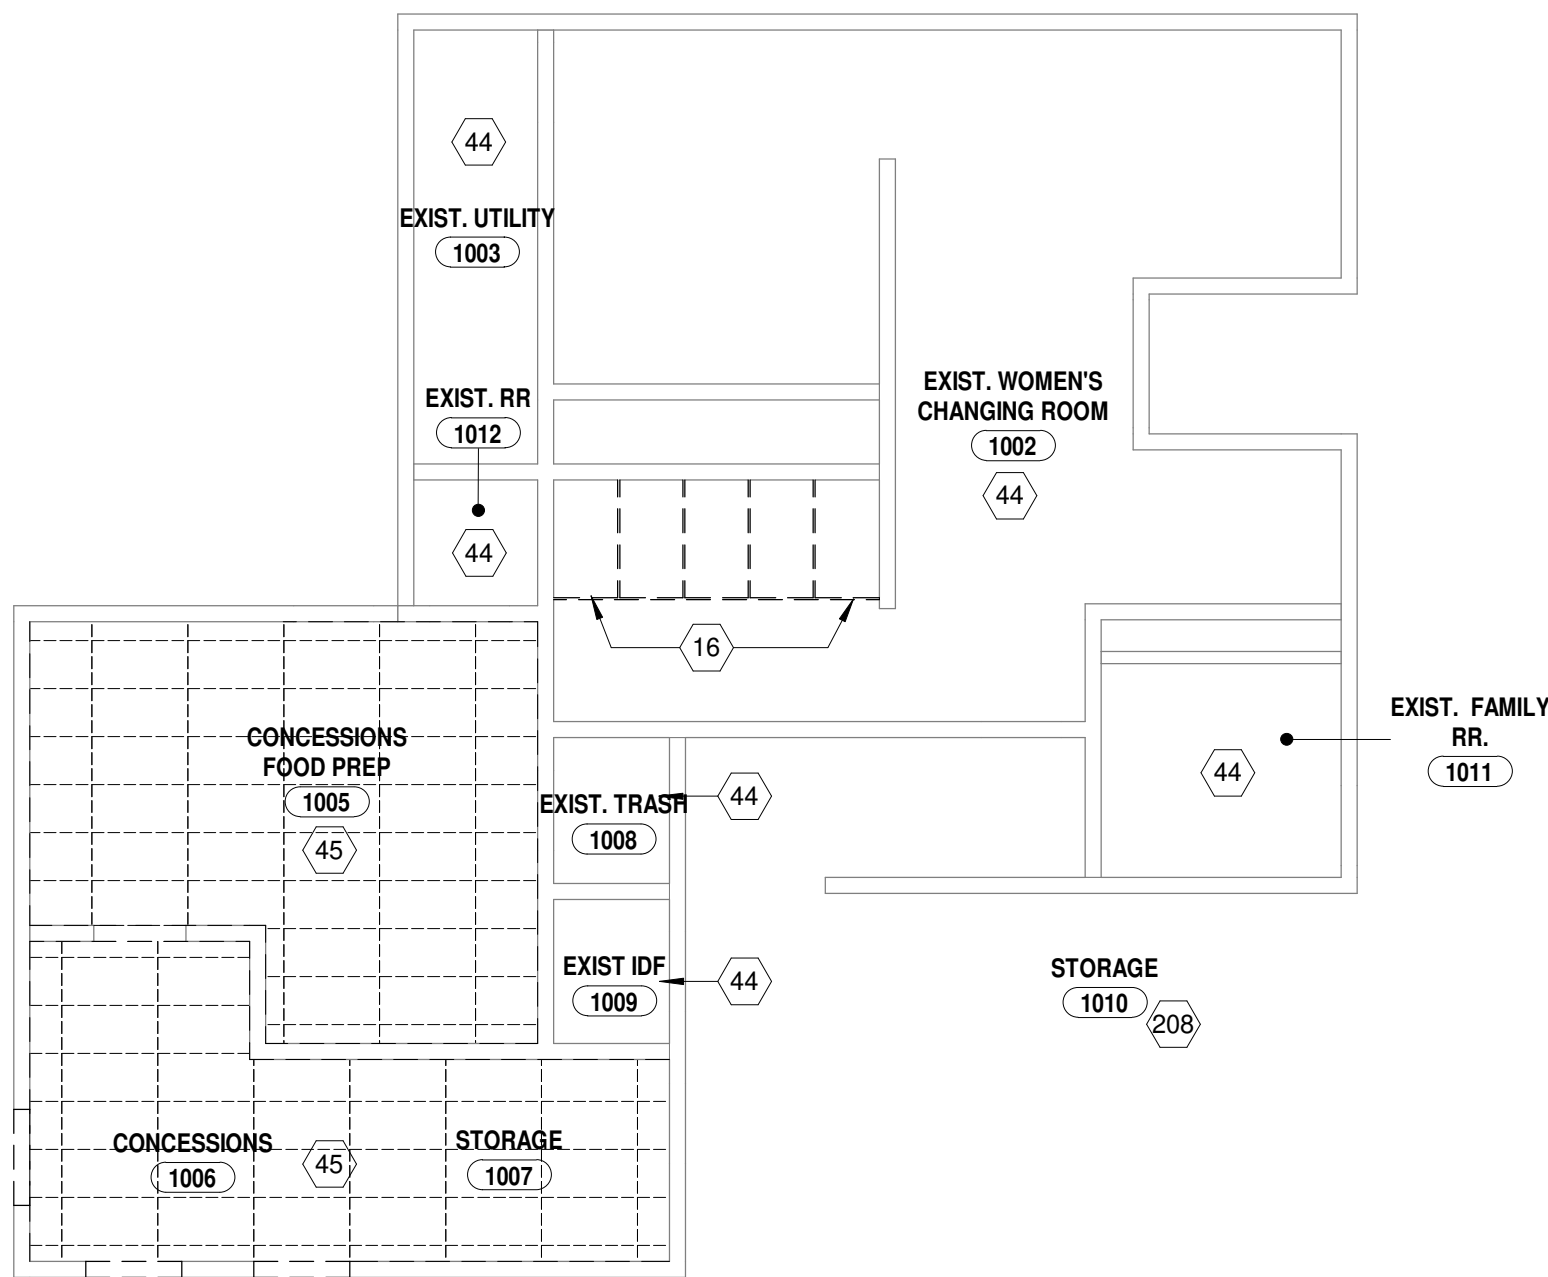 44
EXIST. UTILITY
1003
EXIST. RR
1012
44
EXIST. WOMEN'S
CHANGING ROOM
1002
44
16
CONCESSIONS
FOOD PREP
1005
45
EXIST. TRASH
1008
44
44
EXIST. FAMILY
RR.
1011
EXIST IDF
1009
44
STORAGE
1010
208
CONCESSIONS
1006
45
STORAGE
1007